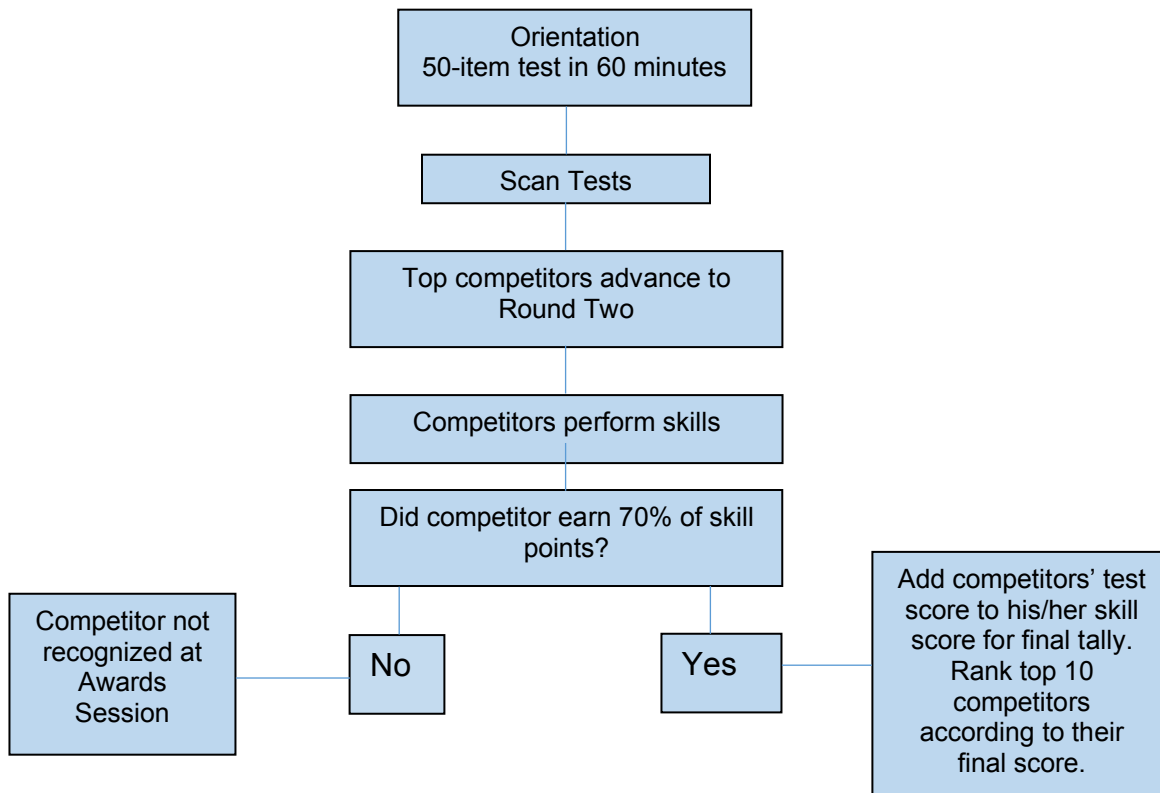 Orientation
50-item test in 60 minutes
Scan Tests
Top competitors advance to
Round Two
Competitors perform skills
Did competitor earn 70% of skill
points?
Competitor not
recognized at
Awards
Session
No
Yes
Add competitors’ test
score to his/her skill
score for final tally.
Rank top 10
competitors
according to their
final score.